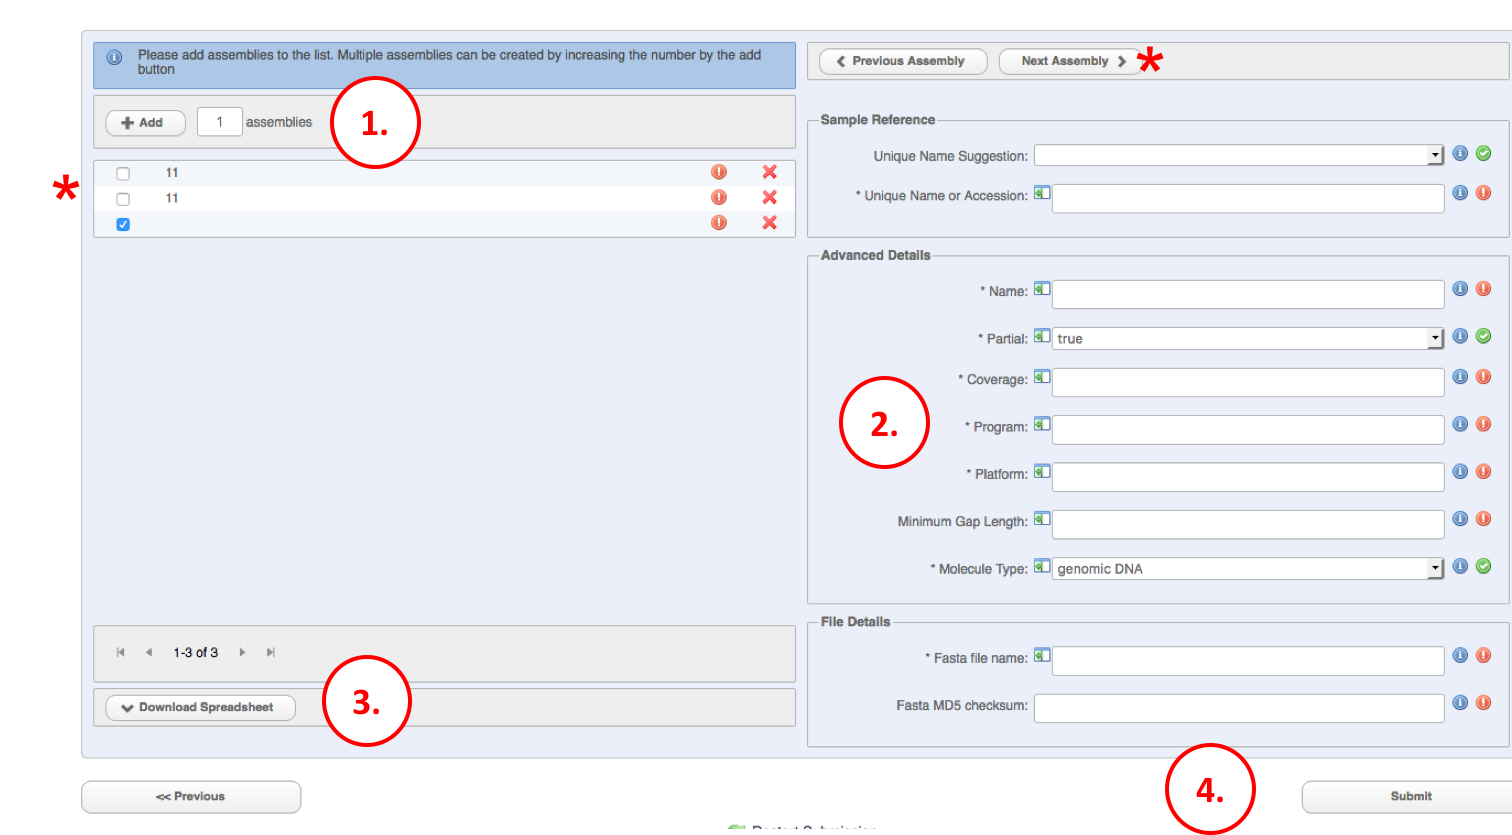 Please add assemblies to the list. Multiple assemblies can be created by increasing the number by the add
button
+ Add 1 assemblies
1.
*
11
11
1-3 of 3
Download Spreadsheet
3.
Previous Assembly
Next Assembly
*
Sample Reference
Unique Name Suggestion:
* Unique Name or Accession:
Advanced Details
* Name:
* Partial: true
* Coverage:
2.
* Program:
* Platform:
Minimum Gap Length:
* Molecule Type: genomic DNA
File Details
* Fasta file name:
Fasta MD5 checksum:
4.
<< Previous
Submit
Restart Submission